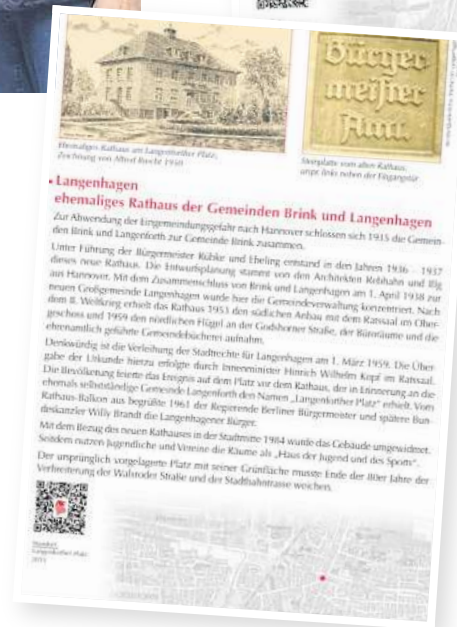 Bürger-
meister
Amt.
Ehemaliges Rathaus am Langenforther Platz,
Zeichnung von Albert 1950
vom alten Rathaus,
urspr. links neben der Eingangstür
Langenhagen
ehemaliges Rathaus der Gemeinden Brink und Langenhagen
Zur Abwendung der Eingemeindungsgefahr nach Hannover schlossen sich 1935 die Gemein-
den Brink und Langenforth zur Gemeinde Brink zusammen.
Unter Führung der Bürgermeister Rübke und Ebeling entstand in den Jahren 1936 - 1937
dieses neue Rathaus. Die Entwurfsplanung stammt von den Architekten Rebhahn und Illg
aus Hannover. Mit dem Zusammenschluss von Brink und Langenhagen am 1. April 1938 zur
neuen Großgemeinde Langenhagen wurde hier die Gemeindeverwaltung konzentriert. Nach
dem II. Weltkrieg erhielt das Rathaus 1953 den südlichen Anbau mit dem Ratssaal im Ober-
geschoss und 1959 den nördlichen Flügel an der Godshorner Straße, der Büroräume und die
ehrenamtlich geführte Gemeindebücherei aufnahm.
Denkwürdig ist die Verleihung der Stadtrechte für Langenhagen am 1. März 1959. Die Über-
gabe der Urkunde hierzu erfolgte durch Innenminister Hinrich Wilhelm Kopf im Ratssaal.
Die Bevölkerung feierte das Ereignis auf dem Platz vor dem Rathaus, der in Erinnerung an die
ehemals selbstständige Gemeinde Langenforth den Namen „Langenforther Platz“ erhielt. Vom
Rathaus-Balkon aus begrüßte 1961 der Regierende Berliner Bürgermeister und spätere Bun-
deskanzler Willy Brandt die Langenhagener Bürger.
Mit dem Bezug des neuen Rathauses in der Stadtmitte 1984 wurde das Gebäude umgewidmet.
Seitdem nutzen Jugendliche und Vereine die Räume als „Haus der Jugend und des Sports“.
Der ursprünglich vorgelagerte Platz mit seiner Grünfläche musste Ende der 80er Jahre der
Verbreiterung der Walsroder Straße und der Stadtbahntrasse weichen.
Standort:
Langenforther Platz